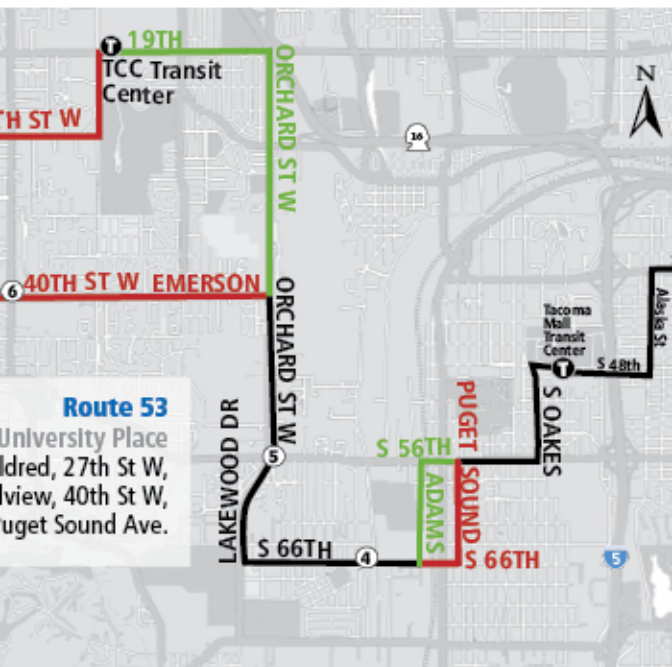 19TH
T
TCC Transit
Center
TH ST W
ORCHARD ST W
16
N
6
40TH ST W EMERSON
ORCHARD ST W
Alaska St
Tacoma
Mall
Transit
Center
T
S 48th
S OAKES
Route 53
University Place
ldred, 27th St W,
lview, 40th St W,
Puget Sound Ave.
LAKEWOOD DR
5
S 56TH
ADAMS
PUGET SOUND
S 66TH
4
S 66TH
5